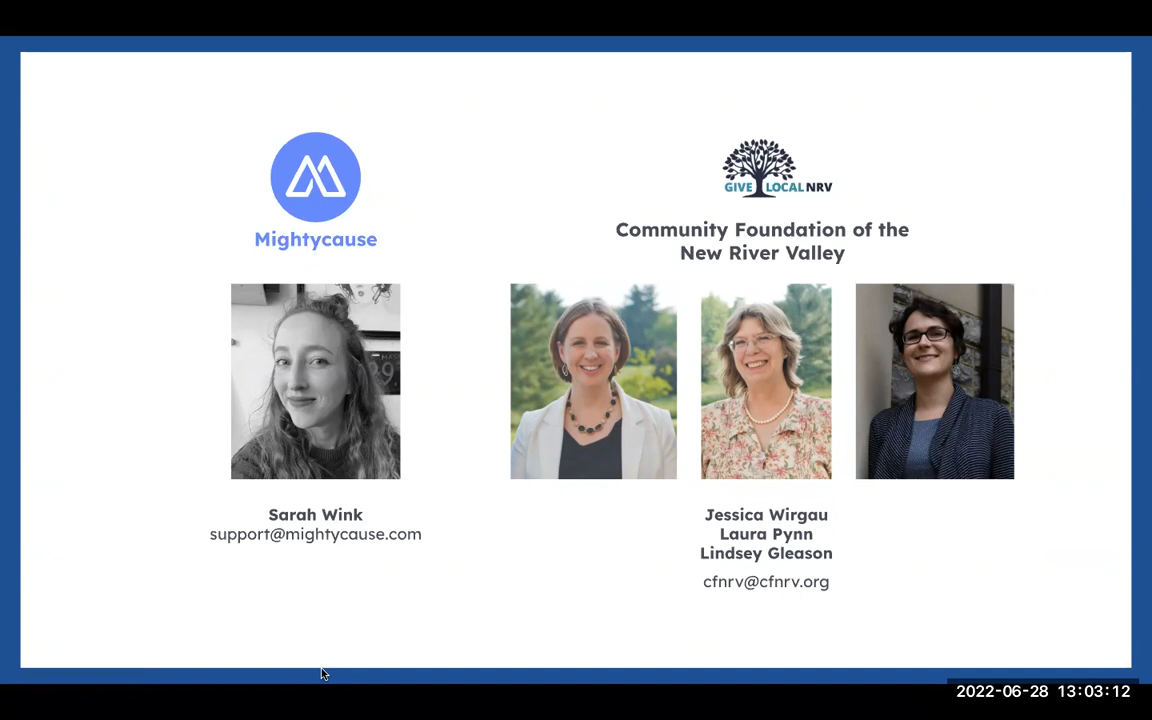 Mightycause
GIVE LOCAL NRV
Community Foundation of the
New River Valley
Sarah Wink
support@mightycause.com
Jessica Wirgau
Laura Pynn
Lindsey Gleason
cfnrv@cfnrv.org
2022-06-28 13:03:12